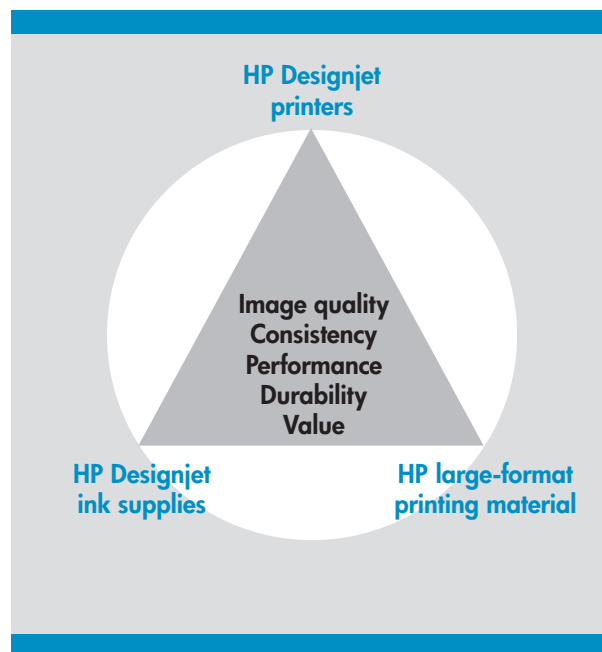 HP Designjet
printers
Image quality
Consistency
Performance
Durability
Value
HP Designjet
ink supplies
HP large-format
printing material